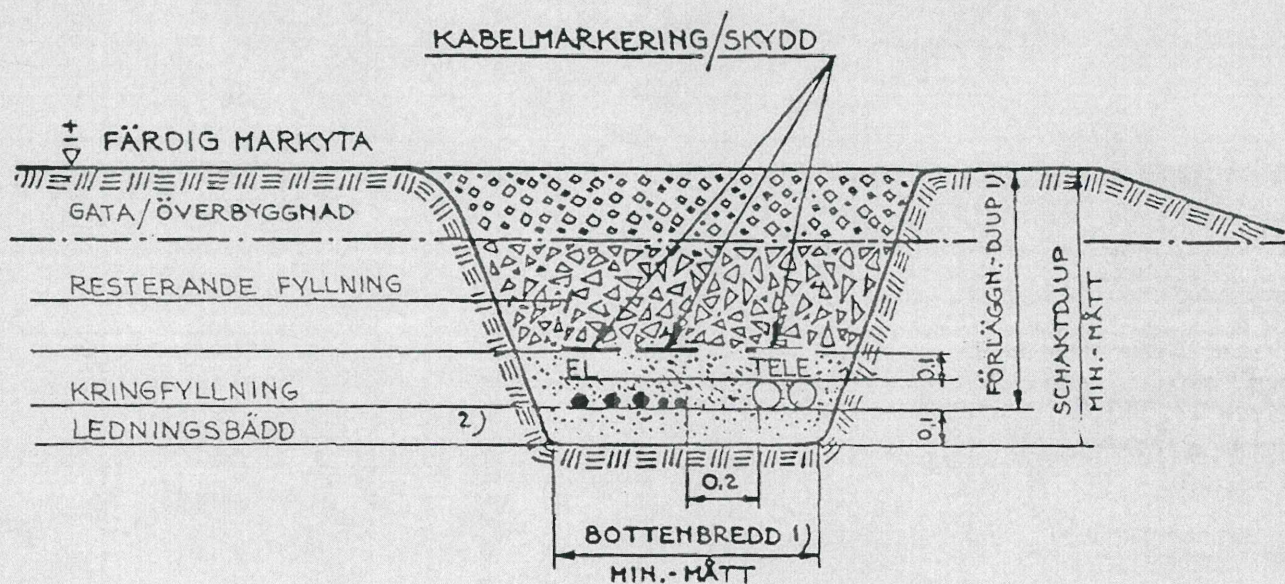 KABELMARKERING/SKYDD
± FÄRDIG MARKYTA
GATA/ÖVERBYGGNAD
RESTERANDE FYLLNING
EL TELE
KRINGFYLLNING
LEDNINGSBÄDD 2)
0.1
0.1
FÖRLÄGGN.-DJUP 1)
SCHAKTDJUP
MIN.-MÅTT
0.2
BOTTENBREDD 1)
MIN.-MÅTT